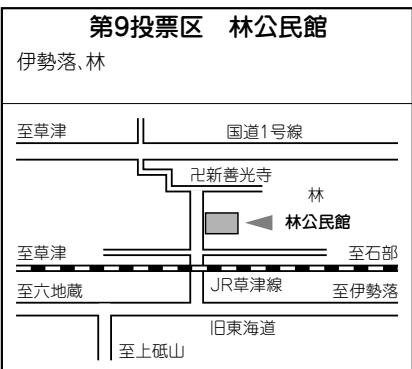 第9投票区　林公民館
伊勢落、林
至草津
国道1号線
卍新善光寺
林
林公民館
至草津
至石部
至六地蔵
JR草津線
至伊勢落
旧東海道
至上砥山